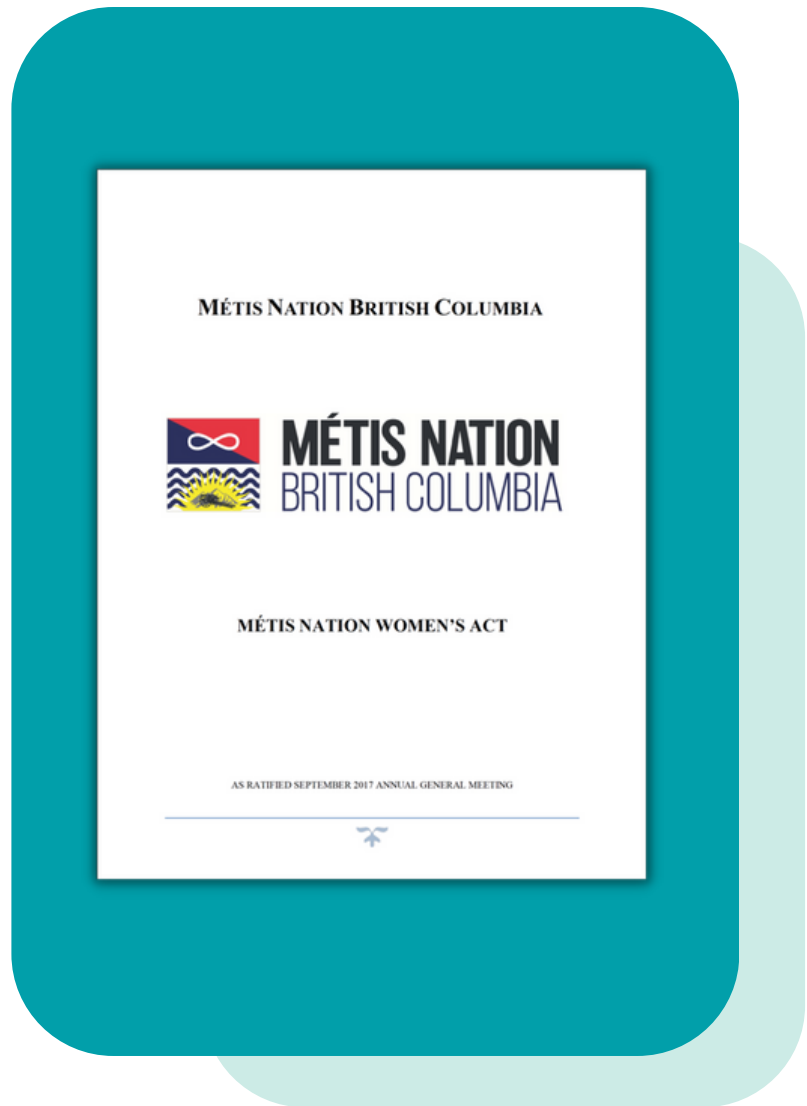 MÉTIS NATION BRITISH COLUMBIA
MÉTIS NATION
BRITISH COLUMBIA
MÉTIS NATION WOMEN'S ACT
AS RATIFIED SEPTEMBER 2017 ANNUAL GENERAL MEETING